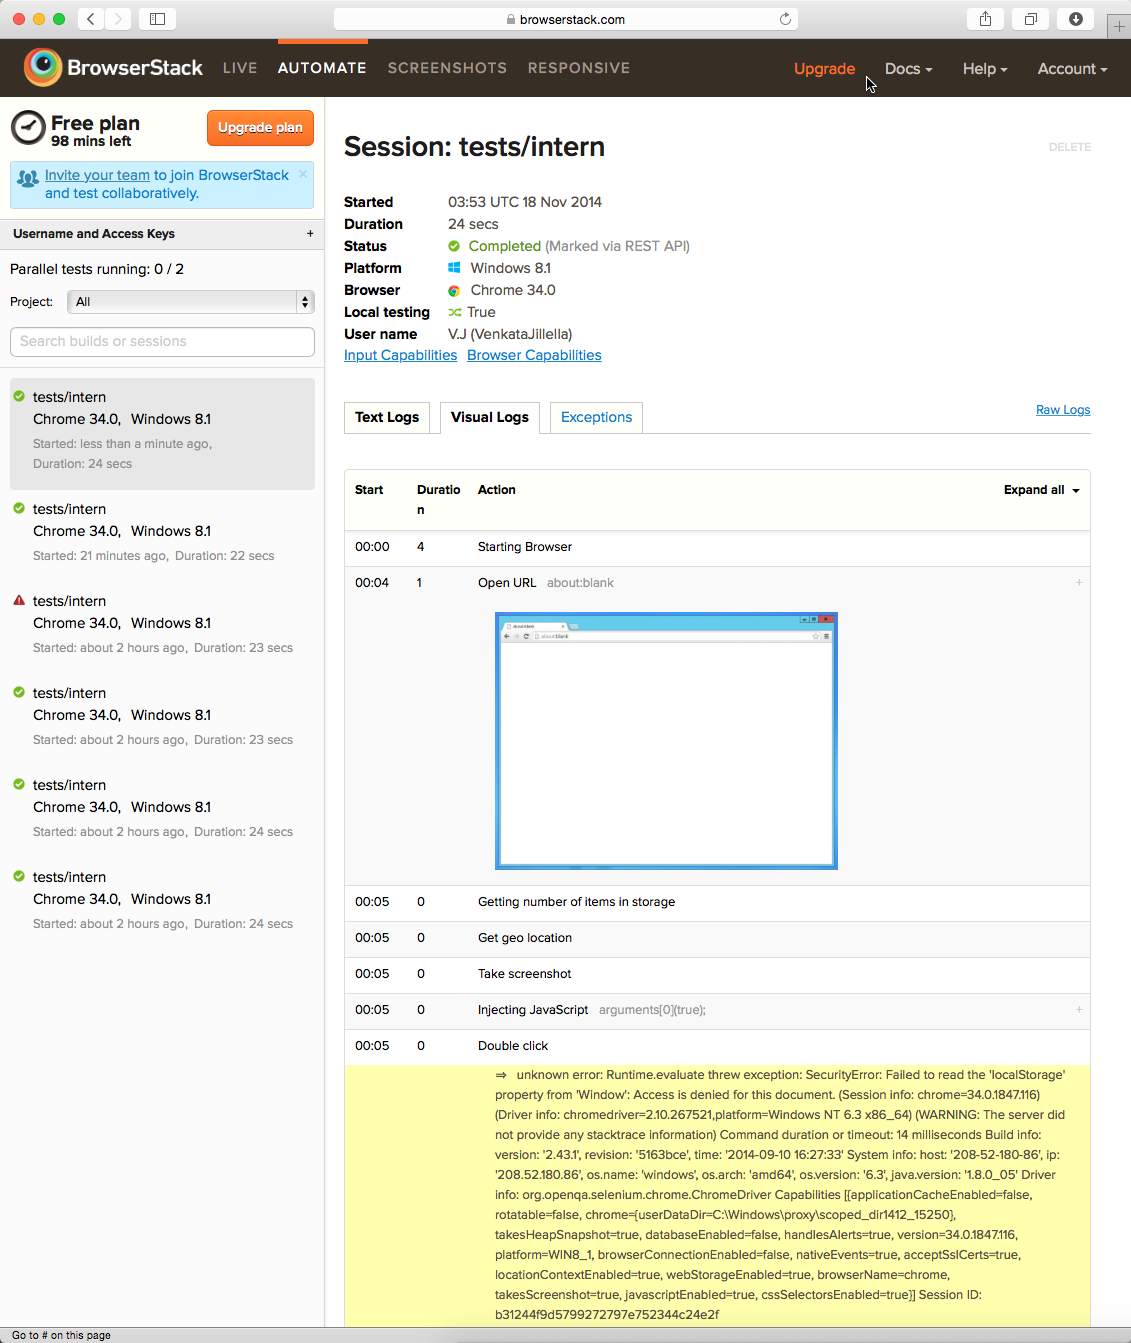 browserstack.com
BrowserStack
LIVE
AUTOMATE
SCREENSHOTS
RESPONSIVE
Upgrade
Docs
Help
Account
Free plan
98 mins left
Upgrade plan
Invite your team to join BrowserStack
and test collaboratively.
×
Username and Access Keys
+
Parallel tests running: 0 / 2
Project:
All
Search builds or sessions
tests/intern
Chrome 34.0, Windows 8.1
Started: less than a minute ago,
Duration: 24 secs
tests/intern
Chrome 34.0, Windows 8.1
Started: 21 minutes ago, Duration: 22 secs
tests/intern
Chrome 34.0, Windows 8.1
Started: about 2 hours ago, Duration: 23 secs
tests/intern
Chrome 34.0, Windows 8.1
Started: about 2 hours ago, Duration: 23 secs
tests/intern
Chrome 34.0, Windows 8.1
Started: about 2 hours ago, Duration: 24 secs
tests/intern
Chrome 34.0, Windows 8.1
Started: about 2 hours ago, Duration: 24 secs
Session: tests/intern
DELETE
Started 03:53 UTC 18 Nov 2014
Duration 24 secs
Status Completed (Marked via REST API)
Platform Windows 8.1
Browser Chrome 34.0
Local testing True
User name V.J (VenkataJillella)
Input Capabilities Browser Capabilities
Text Logs
Visual Logs
Exceptions
Raw Logs
Start
Duratio
n
Action
Expand all
00:00 4 Starting Browser
00:04 1 Open URL about:blank +
about:blank
about:blank
00:05 0 Getting number of items in storage
00:05 0 Get geo location
00:05 0 Take screenshot
00:05 0 Injecting JavaScript arguments[0](true); +
00:05 0 Double click
⇒ unknown error: Runtime.evaluate threw exception: SecurityError: Failed to read the 'localStorage'
property from 'Window': Access is denied for this document. (Session info: chrome=34.0.1847.116)
(Driver info: chromedriver=2.10.267521,platform=Windows NT 6.3 x86_64) (WARNING: The server did
not provide any stacktrace information) Command duration or timeout: 14 milliseconds Build info:
version: '2.43.1', revision: '5163bce', time: '2014-09-10 16:27:33' System info: host: '208-52-180-86', ip:
'208.52.180.86', os.name: 'windows', os.arch: 'amd64', os.version: '6.3', java.version: '1.8.0_05' Driver
info: org.openqa.selenium.chrome.ChromeDriver Capabilities [{applicationCacheEnabled=false,
rotatable=false, chrome={userDataDir=C:\Windows\proxy\scoped_dir1412_15250},
takesHeapSnapshot=true, databaseEnabled=false, handlesAlerts=true, version=34.0.1847.116,
platform=WIN8_1, browserConnectionEnabled=false, nativeEvents=true, acceptSslCerts=true,
locationContextEnabled=true, webStorageEnabled=true, browserName=chrome,
takesScreenshot=true, javascriptEnabled=true, cssSelectorsEnabled=true}] Session ID:
b31244f9d5799272797e752344c24e2f
Go to # on this page